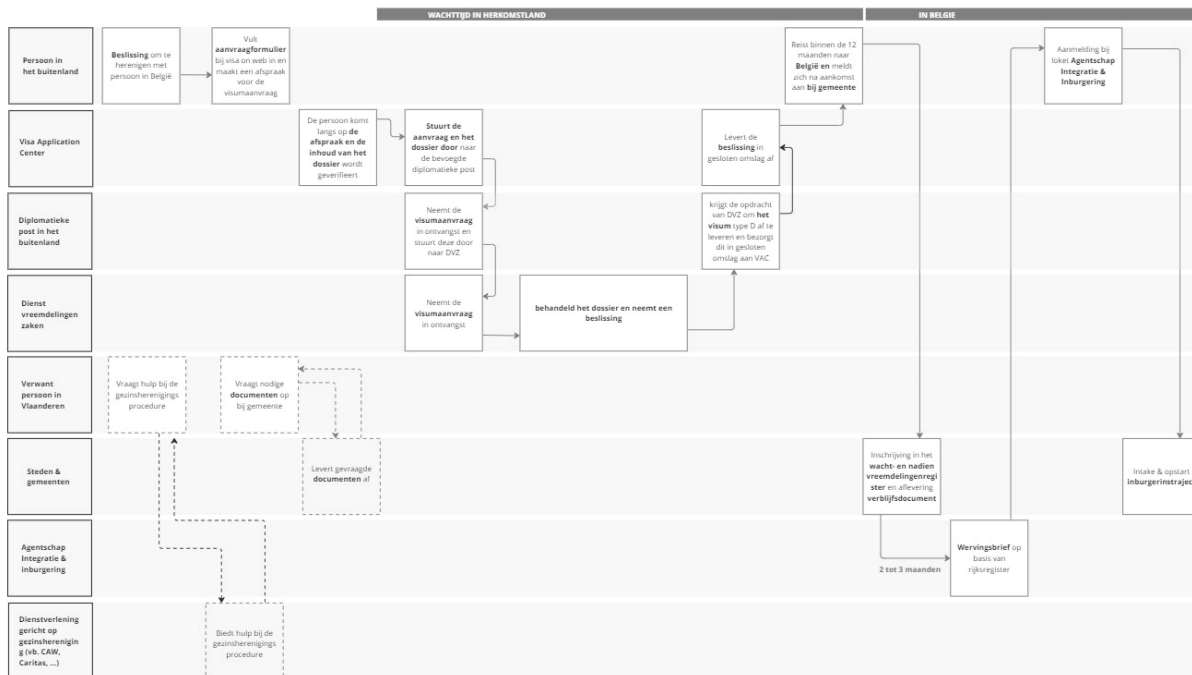 WACHTTIJD IN HERKOMSTLAND
IN BELGIE
Persoon in
het buitenland
Beslissing om te
herenigen met
persoon in België
Vult
aanvraagformulier
bij visa on web in en
maakt een afspraak
voor de
visumaanvraag
Reist binnen de 12
maanden naar
België en meldt
zich na aankomst
aan bij gemeente
Aanmelding bij
loket Agentschap
Integratie &
Inburgering
Visa Application
Center
De persoon komt
langs op de
afspraak en de
inhoud van het
dossier wordt
geverifieert
Stuurt de
aanvraag en het
dossier door naar
de bevoegde
diplomatieke post
Levert de
beslissing in
gesloten omslag af
Diplomatieke
post in het
buitenland
Neemt de
visumaanvraag
in ontvangst en
stuurt deze door
naar DVZ
krijgt de opdracht
van DVZ om het
visum type D af te
leveren en bezorgt
dit in gesloten
omslag aan VAC
Dienst
vreemdelingen
zaken
Neemt de
visumaanvraag
in ontvangst
behandeld het dossier en neemt een
beslissing
Verwant
persoon in
Vlaanderen
Vraagt hulp bij de
gezinsherenigings
procedure
Vraagt nodige
documenten op
bij gemeente
Steden &
gemeenten
Levert gevraagde
documenten af
Inschrijving in het
wacht- en nadien
vreemdelingenregi
ster en aflevering
verblijfsdocument
Intake & opstart
inburgerinstraject
Agentschap
Integratie &
inburgering
2 tot 3 maanden
Wervingsbrief op
basis van
rijksregister
Dienstverlening
gericht op
gezinsherenigin
g (vb. CAW,
Caritas, ...)
Biedt hulp bij de
gezinsherenigings
procedure